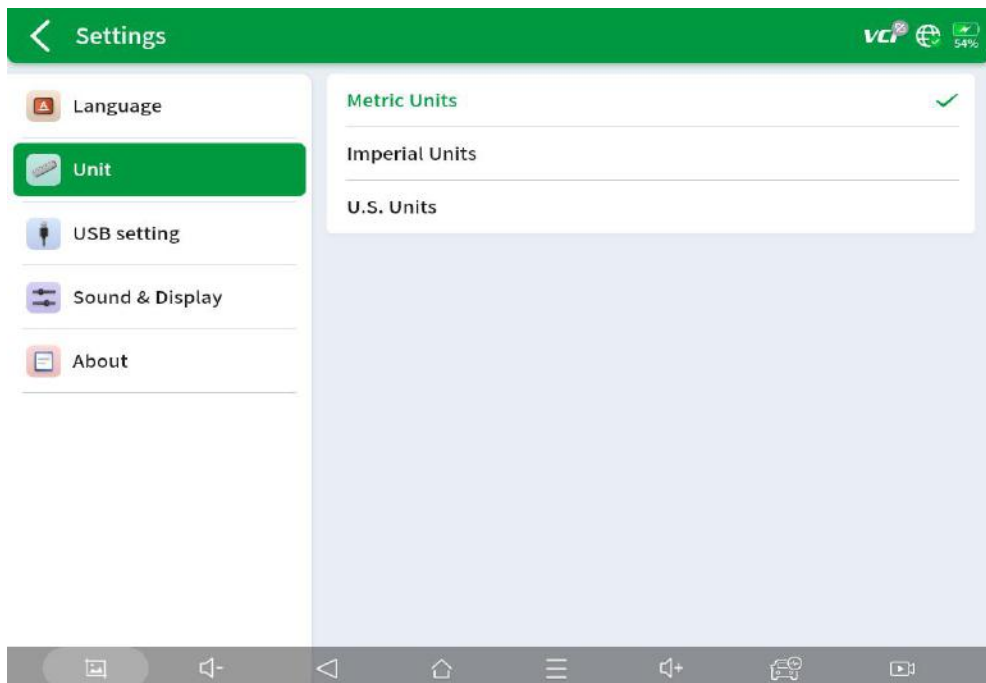 Settings
VCI
54%
Language
Unit
USB setting
Sound & Display
About
Metric Units
Imperial Units
U.S. Units